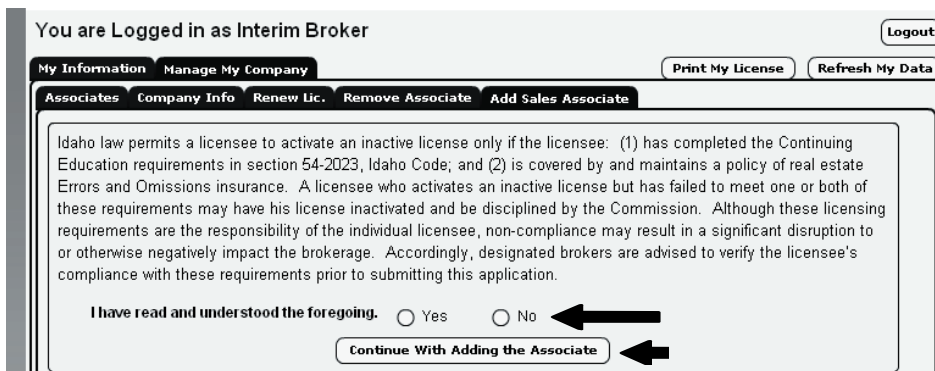 You are Logged in as Interim Broker
Logout
My Information Manage My Company Print My License Refresh My Data
Associates Company Info Renew Lic. Remove Associate Add Sales Associate
Idaho law permits a licensee to activate an inactive license only if the licensee: (1) has completed the Continuing
Education requirements in section 54-2023, Idaho Code; and (2) is covered by and maintains a policy of real estate
Errors and Omissions insurance. A licensee who activates an inactive license but has failed to meet one or both of
these requirements may have his license inactivated and be disciplined by the Commission. Although these licensing
requirements are the responsibility of the individual licensee, non-compliance may result in a significant disruption to
or otherwise negatively impact the brokerage. Accordingly, designated brokers are advised to verify the licensee's
compliance with these requirements prior to submitting this application.
I have read and understood the foregoing. Yes No
Continue With Adding the Associate